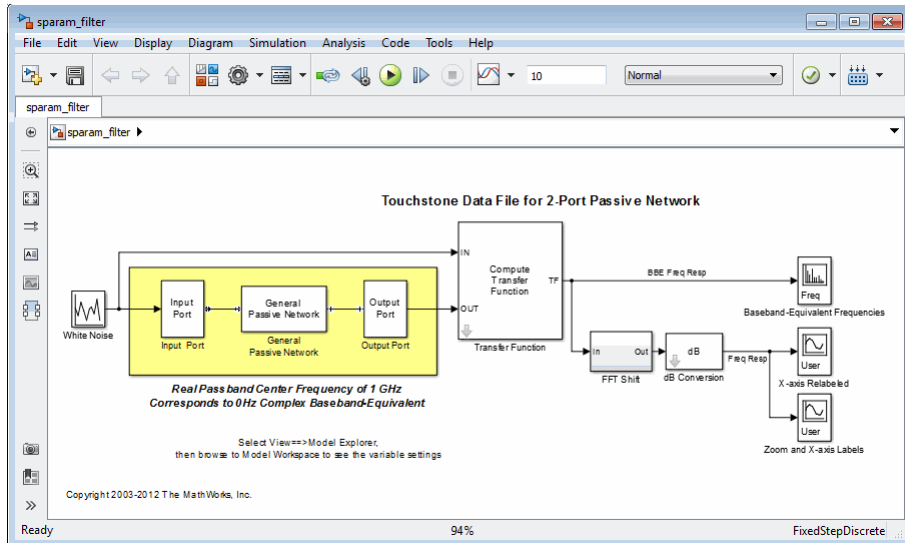 sparam_filter
File Edit View Display Diagram Simulation Analysis Code Tools Help
10 Normal
sparam_filter
sparam_filter
Touchstone Data File for 2-Port Passive Network
IN
Compute
Transfer
Function
TF
OUT
Transfer Function
BBE Freq Resp
Freq
Baseband-Equivalent Frequencies
White Noise
Input
Port
Input Port
General
Passive Network
General
Passive Network
Output
Port
Output Port
In Out
FFT Shift
dB
dB Conversion
Freq Resp
User
X-axis Relabeled
User
Zoom and X-axis Labels
Real Passband Center Frequency of 1 GHz
Corresponds to 0Hz Complex Baseband-Equivalent
Select View==>Model Explorer,
then browse to Model Workspace to see the variable settings
Copyright 2003-2012 The MathWorks, Inc.
Ready 94% FixedStepDiscrete